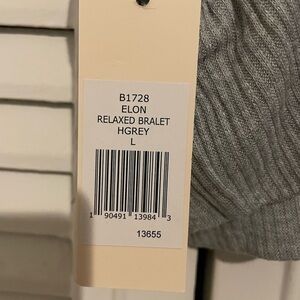 B1728
ELON
RELAXED BRALET
HGREY
L
1 90491 13984 3
13655